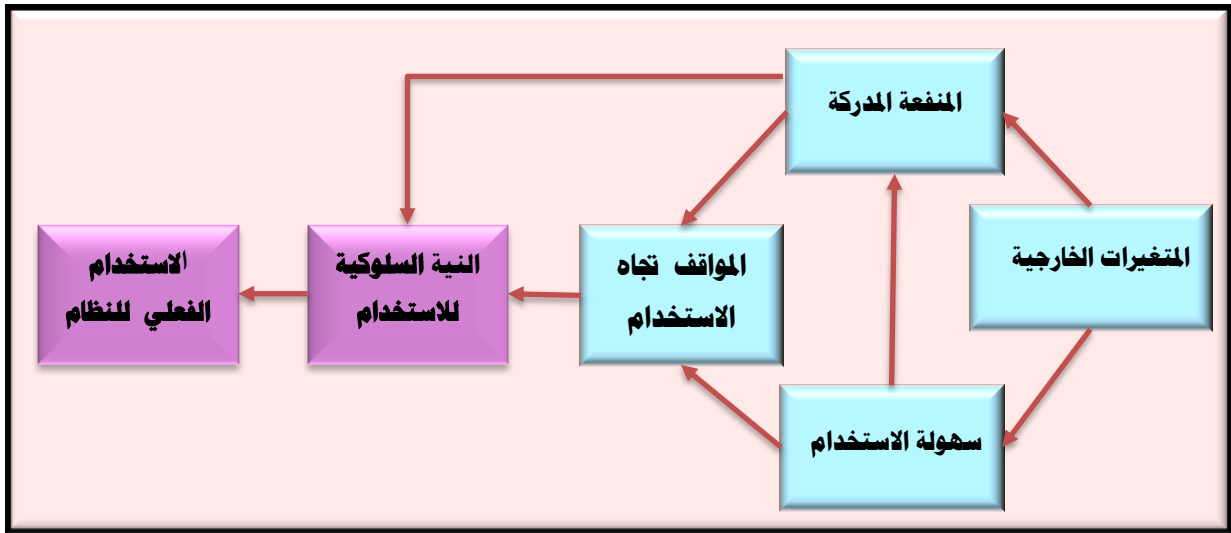 المنفعة المدركة
المتغيرات الخارجية
سهولة الاستخدام
المواقف تجاه
الاستخدام
النية السلوكية
للاستخدام
الاستخدام
الفعلي للنظام